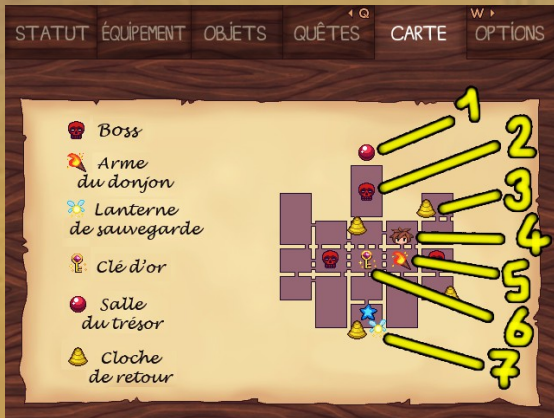 ◂ Q W ▸
STATUT ÉQUIPEMENT OBJETS QUÊTES CARTE OPTIONS
Boss
Arme
du donjon
Lanterne
de sauvegarde
Clé d'or
Salle
du trésor
Cloche
de retour
1
2
3
4
5
6
7